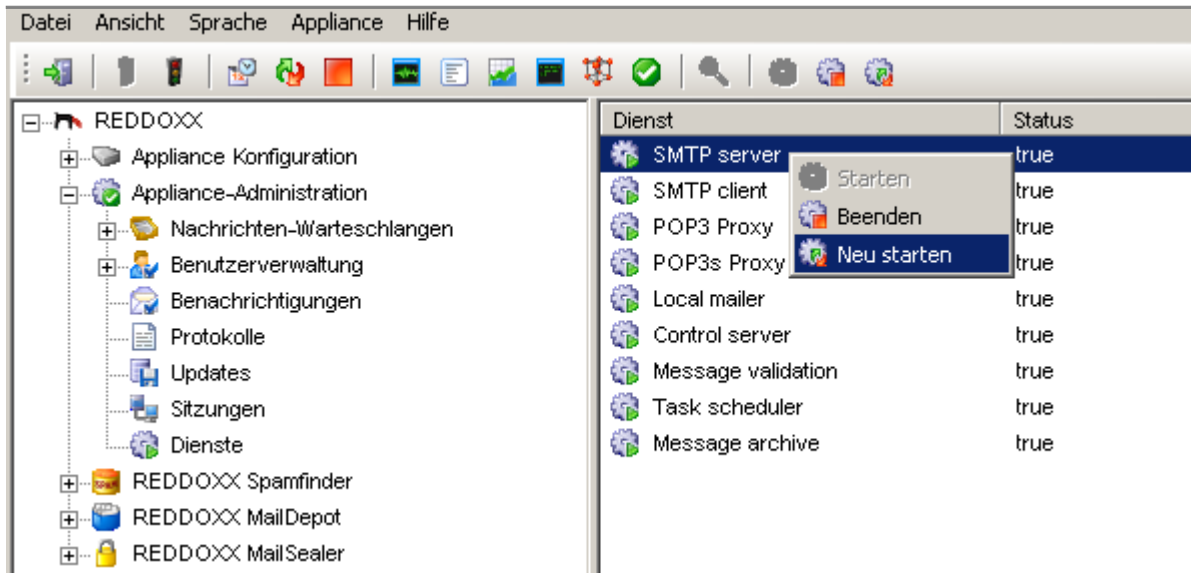 Datei Ansicht Sprache Appliance Hilfe
REDDOXX
Appliance Konfiguration
Appliance-Administration
Nachrichten-Warteschlangen
Benutzerverwaltung
Benachrichtigungen
Protokolle
Updates
Sitzungen
Dienste
REDDOXX Spamfinder
REDDOXX MailDepot
REDDOXX MailSealer
Dienst Status
SMTP server true
SMTP client true
POP3 Proxy true
POP3s Proxy true
Local mailer true
Control server true
Message validation true
Task scheduler true
Message archive true
Starten
Beenden
Neu starten